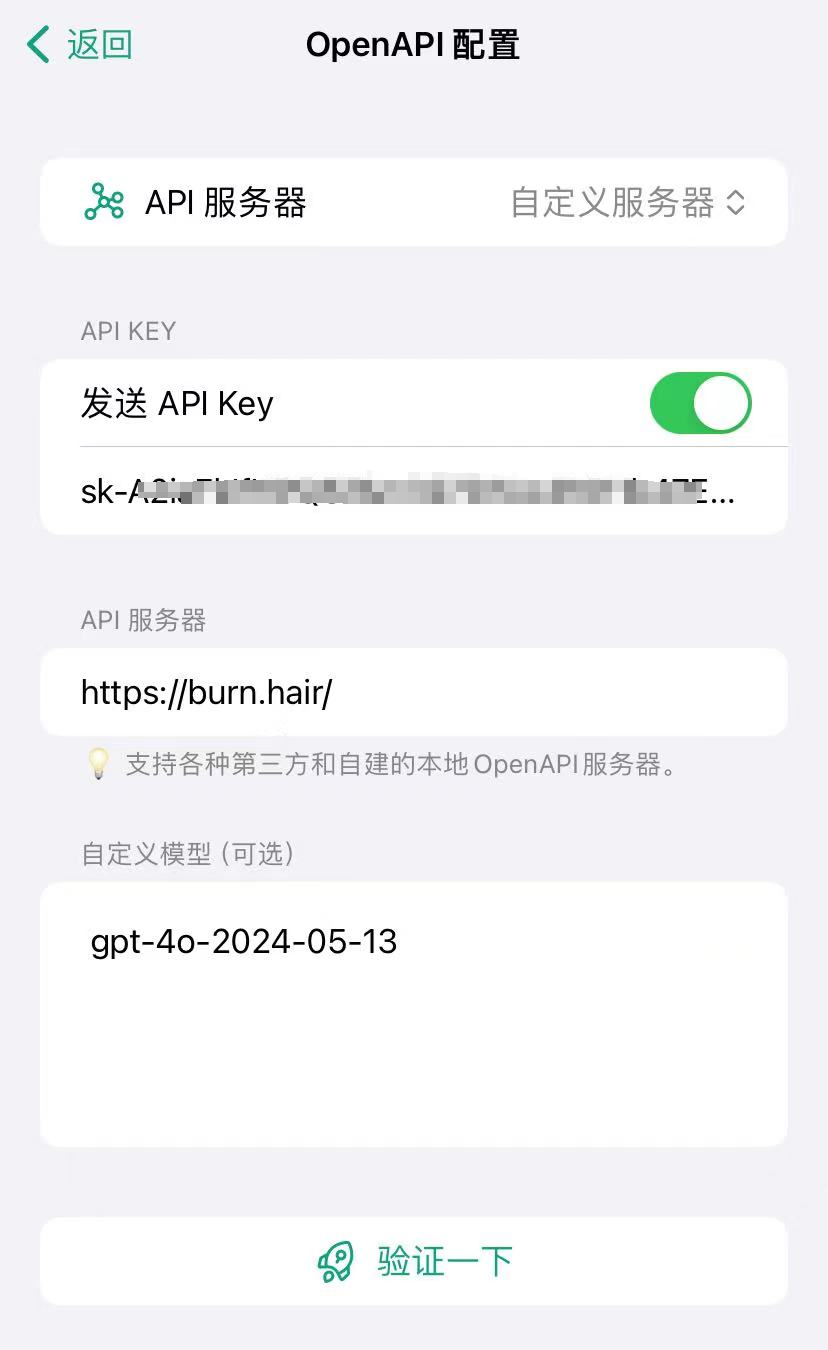 返回
OpenAPI 配置
API 服务器
自定义服务器
API KEY
发送 API Key
sk-
API 服务器
https://burn.hair/
支持各种第三方和自建的本地OpenAPI服务器。
自定义模型 (可选)
gpt-4o-2024-05-13
验证一下